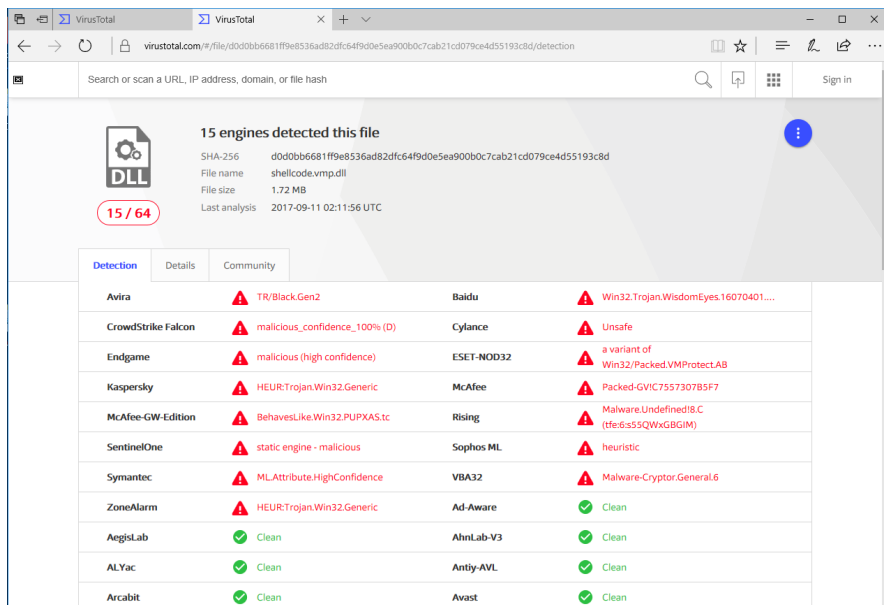 VirusTotal
VirusTotal
virustotal.com/#/file/d0d0bb6681ff9e8536ad82dfc64f9d0e5ea900b0c7cab21cd079ce4d55193c8d/detection
Search or scan a URL, IP address, domain, or file hash
Sign in
15 engines detected this file
SHA-256 d0d0bb6681ff9e8536ad82dfc64f9d0e5ea900b0c7cab21cd079ce4d55193c8d
File name shellcode.vmp.dll
File size 1.72 MB
Last analysis 2017-09-11 02:11:56 UTC
DLL
15 / 64
Detection Details Community
Avira TR/Black.Gen2 Baidu Win32.Trojan.WisdomEyes.16070401....
CrowdStrike Falcon malicious_confidence_100% (D) Cylance Unsafe
Endgame malicious (high confidence) ESET-NOD32 a variant of
Win32/Packed.VMProtect.AB
Kaspersky HEUR:Trojan.Win32.Generic McAfee Packed-GV!C7557307B5F7
McAfee-GW-Edition BehavesLike.Win32.PUPXAS.tc Rising Malware.Undefined!8.C
(tfe:6:s55QWxGBGIM)
SentinelOne static engine - malicious Sophos ML heuristic
Symantec ML.Attribute.HighConfidence VBA32 Malware-Cryptor.General.6
ZoneAlarm HEUR:Trojan.Win32.Generic Ad-Aware Clean
AegisLab Clean AhnLab-V3 Clean
ALYac Clean Antiy-AVL Clean
Arcabit Clean Avast Clean